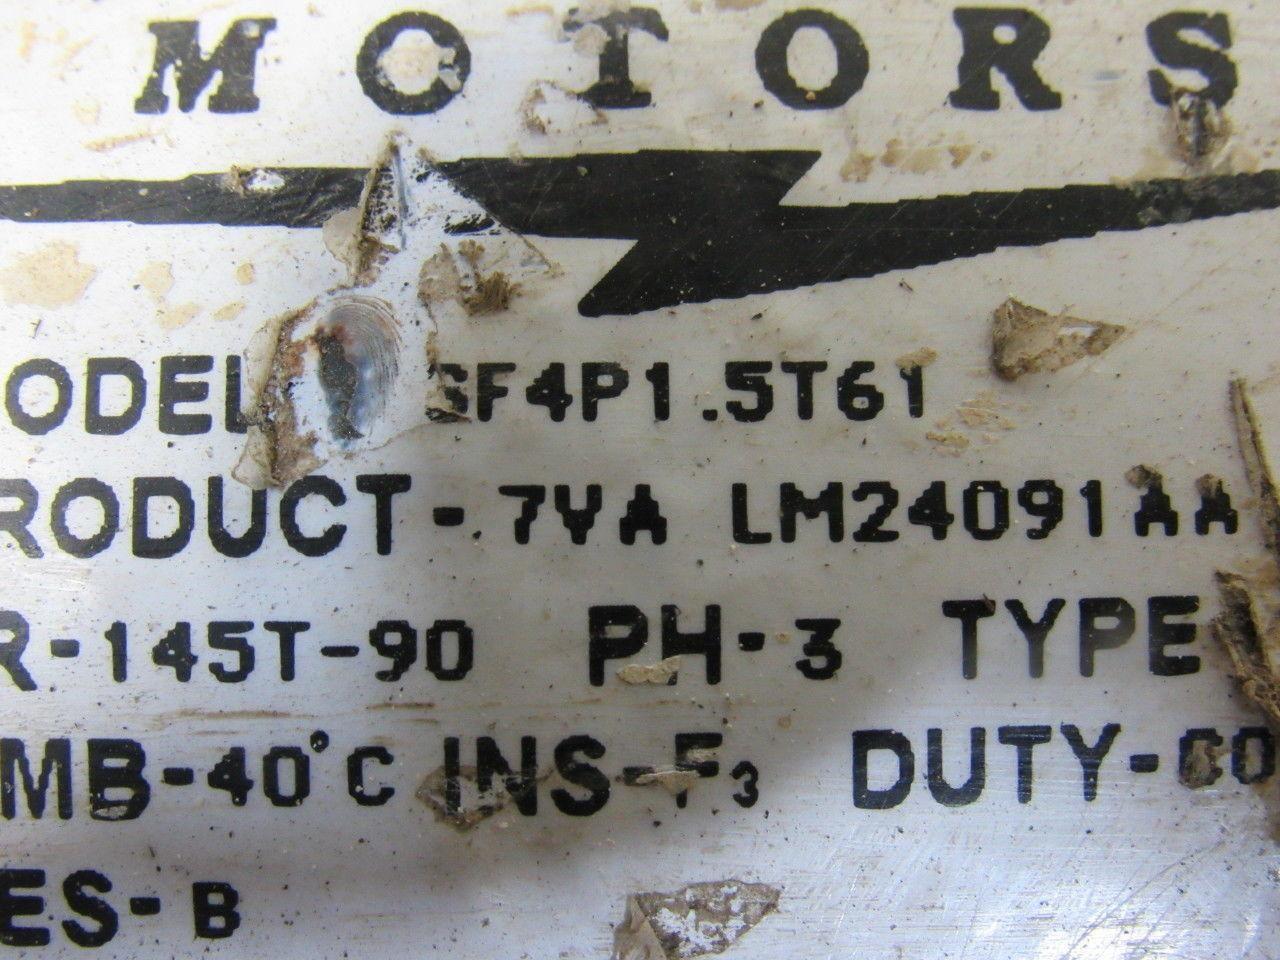 MOTORS
ODEL SF4P1.5T61
RODUCT-.7VA LM24091AA
R-145T-90 PH-3 TYPE
MB-40°C INS-F3 DUTY-CO
ES-B